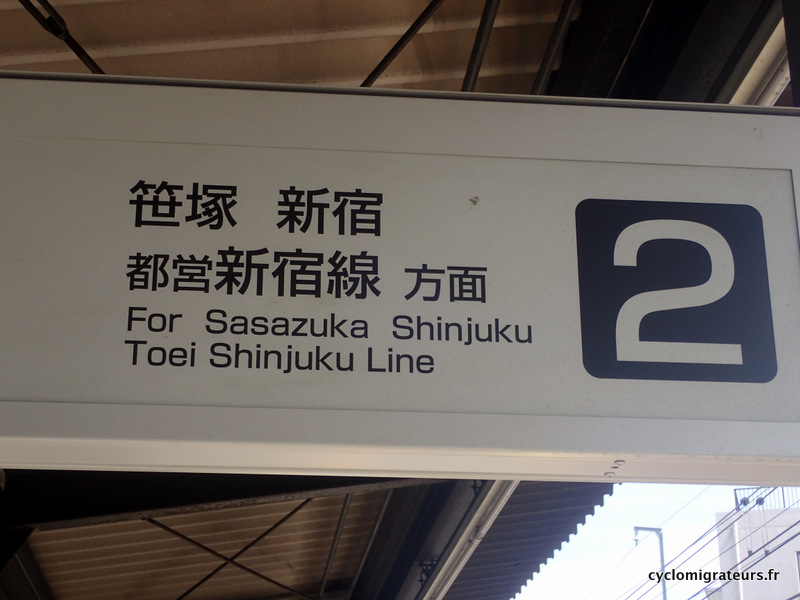 笹塚 新宿
都営新宿線 方面
For Sasazuka Shinjuku
Toei Shinjuku Line
2
cyclomigrateurs.fr